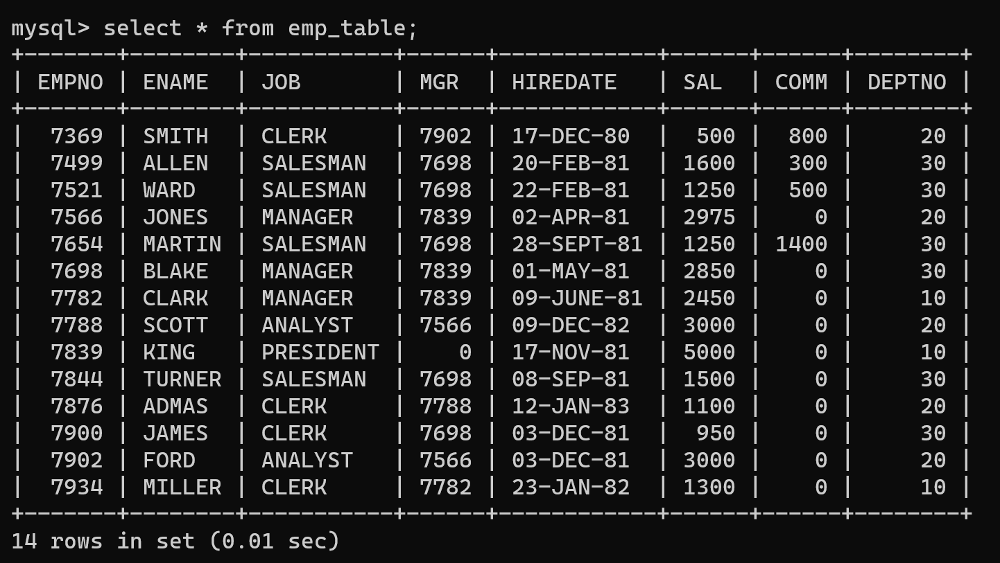 mysql> select * from emp_table;
+-------+--------+-----------+------+------------+------+------+--------+
| EMPNO | ENAME  | JOB       | MGR  | HIREDATE   | SAL  | COMM | DEPTNO |
+-------+--------+-----------+------+------------+------+------+--------+
|  7369 | SMITH  | CLERK     | 7902 | 17-DEC-80  |  500 |  800 |     20 |
|  7499 | ALLEN  | SALESMAN  | 7698 | 20-FEB-81  | 1600 |  300 |     30 |
|  7521 | WARD   | SALESMAN  | 7698 | 22-FEB-81  | 1250 |  500 |     30 |
|  7566 | JONES  | MANAGER   | 7839 | 02-APR-81  | 2975 |    0 |     20 |
|  7654 | MARTIN | SALESMAN  | 7698 | 28-SEPT-81 | 1250 | 1400 |     30 |
|  7698 | BLAKE  | MANAGER   | 7839 | 01-MAY-81  | 2850 |    0 |     30 |
|  7782 | CLARK  | MANAGER   | 7839 | 09-JUNE-81 | 2450 |    0 |     10 |
|  7788 | SCOTT  | ANALYST   | 7566 | 09-DEC-82  | 3000 |    0 |     20 |
|  7839 | KING   | PRESIDENT |    0 | 17-NOV-81  | 5000 |    0 |     10 |
|  7844 | TURNER | SALESMAN  | 7698 | 08-SEP-81  | 1500 |    0 |     30 |
|  7876 | ADMAS  | CLERK     | 7788 | 12-JAN-83  | 1100 |    0 |     20 |
|  7900 | JAMES  | CLERK     | 7698 | 03-DEC-81  |  950 |    0 |     30 |
|  7902 | FORD   | ANALYST   | 7566 | 03-DEC-81  | 3000 |    0 |     20 |
|  7934 | MILLER | CLERK     | 7782 | 23-JAN-82  | 1300 |    0 |     10 |
+-------+--------+-----------+------+------------+------+------+--------+
14 rows in set (0.01 sec)